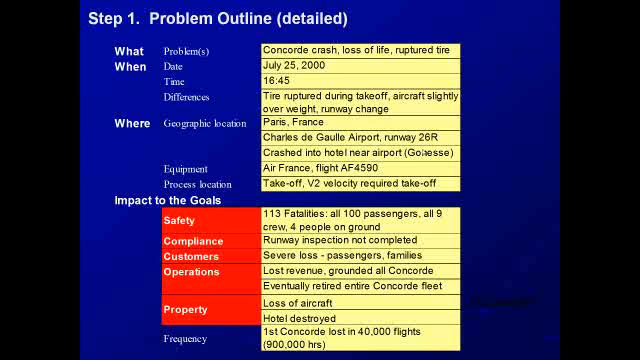 Step 1. Problem Outline (detailed)
What Problem(s) Concorde crash, loss of life, ruptured tire
When Date July 25, 2000
Time 16:45
Differences Tire ruptured during takeoff, aircraft slightly
over weight, runway change
Where Geographic location Paris, France
Charles de Gaulle Airport, runway 26R
Crashed into hotel near airport (Gonesse)
Equipment Air France, flight AF4590
Process location Take-off, V2 velocity required take-off
Impact to the Goals
Safety 113 Fatalities: all 100 passengers, all 9
crew, 4 people on ground
Compliance Runway inspection not completed
Customers Severe loss - passengers, families
Operations Lost revenue, grounded all Concorde
Eventually retired entire Concorde fleet
Property Loss of aircraft
Hotel destroyed
Frequency 1st Concorde lost in 40,000 flights
(900,000 hrs)